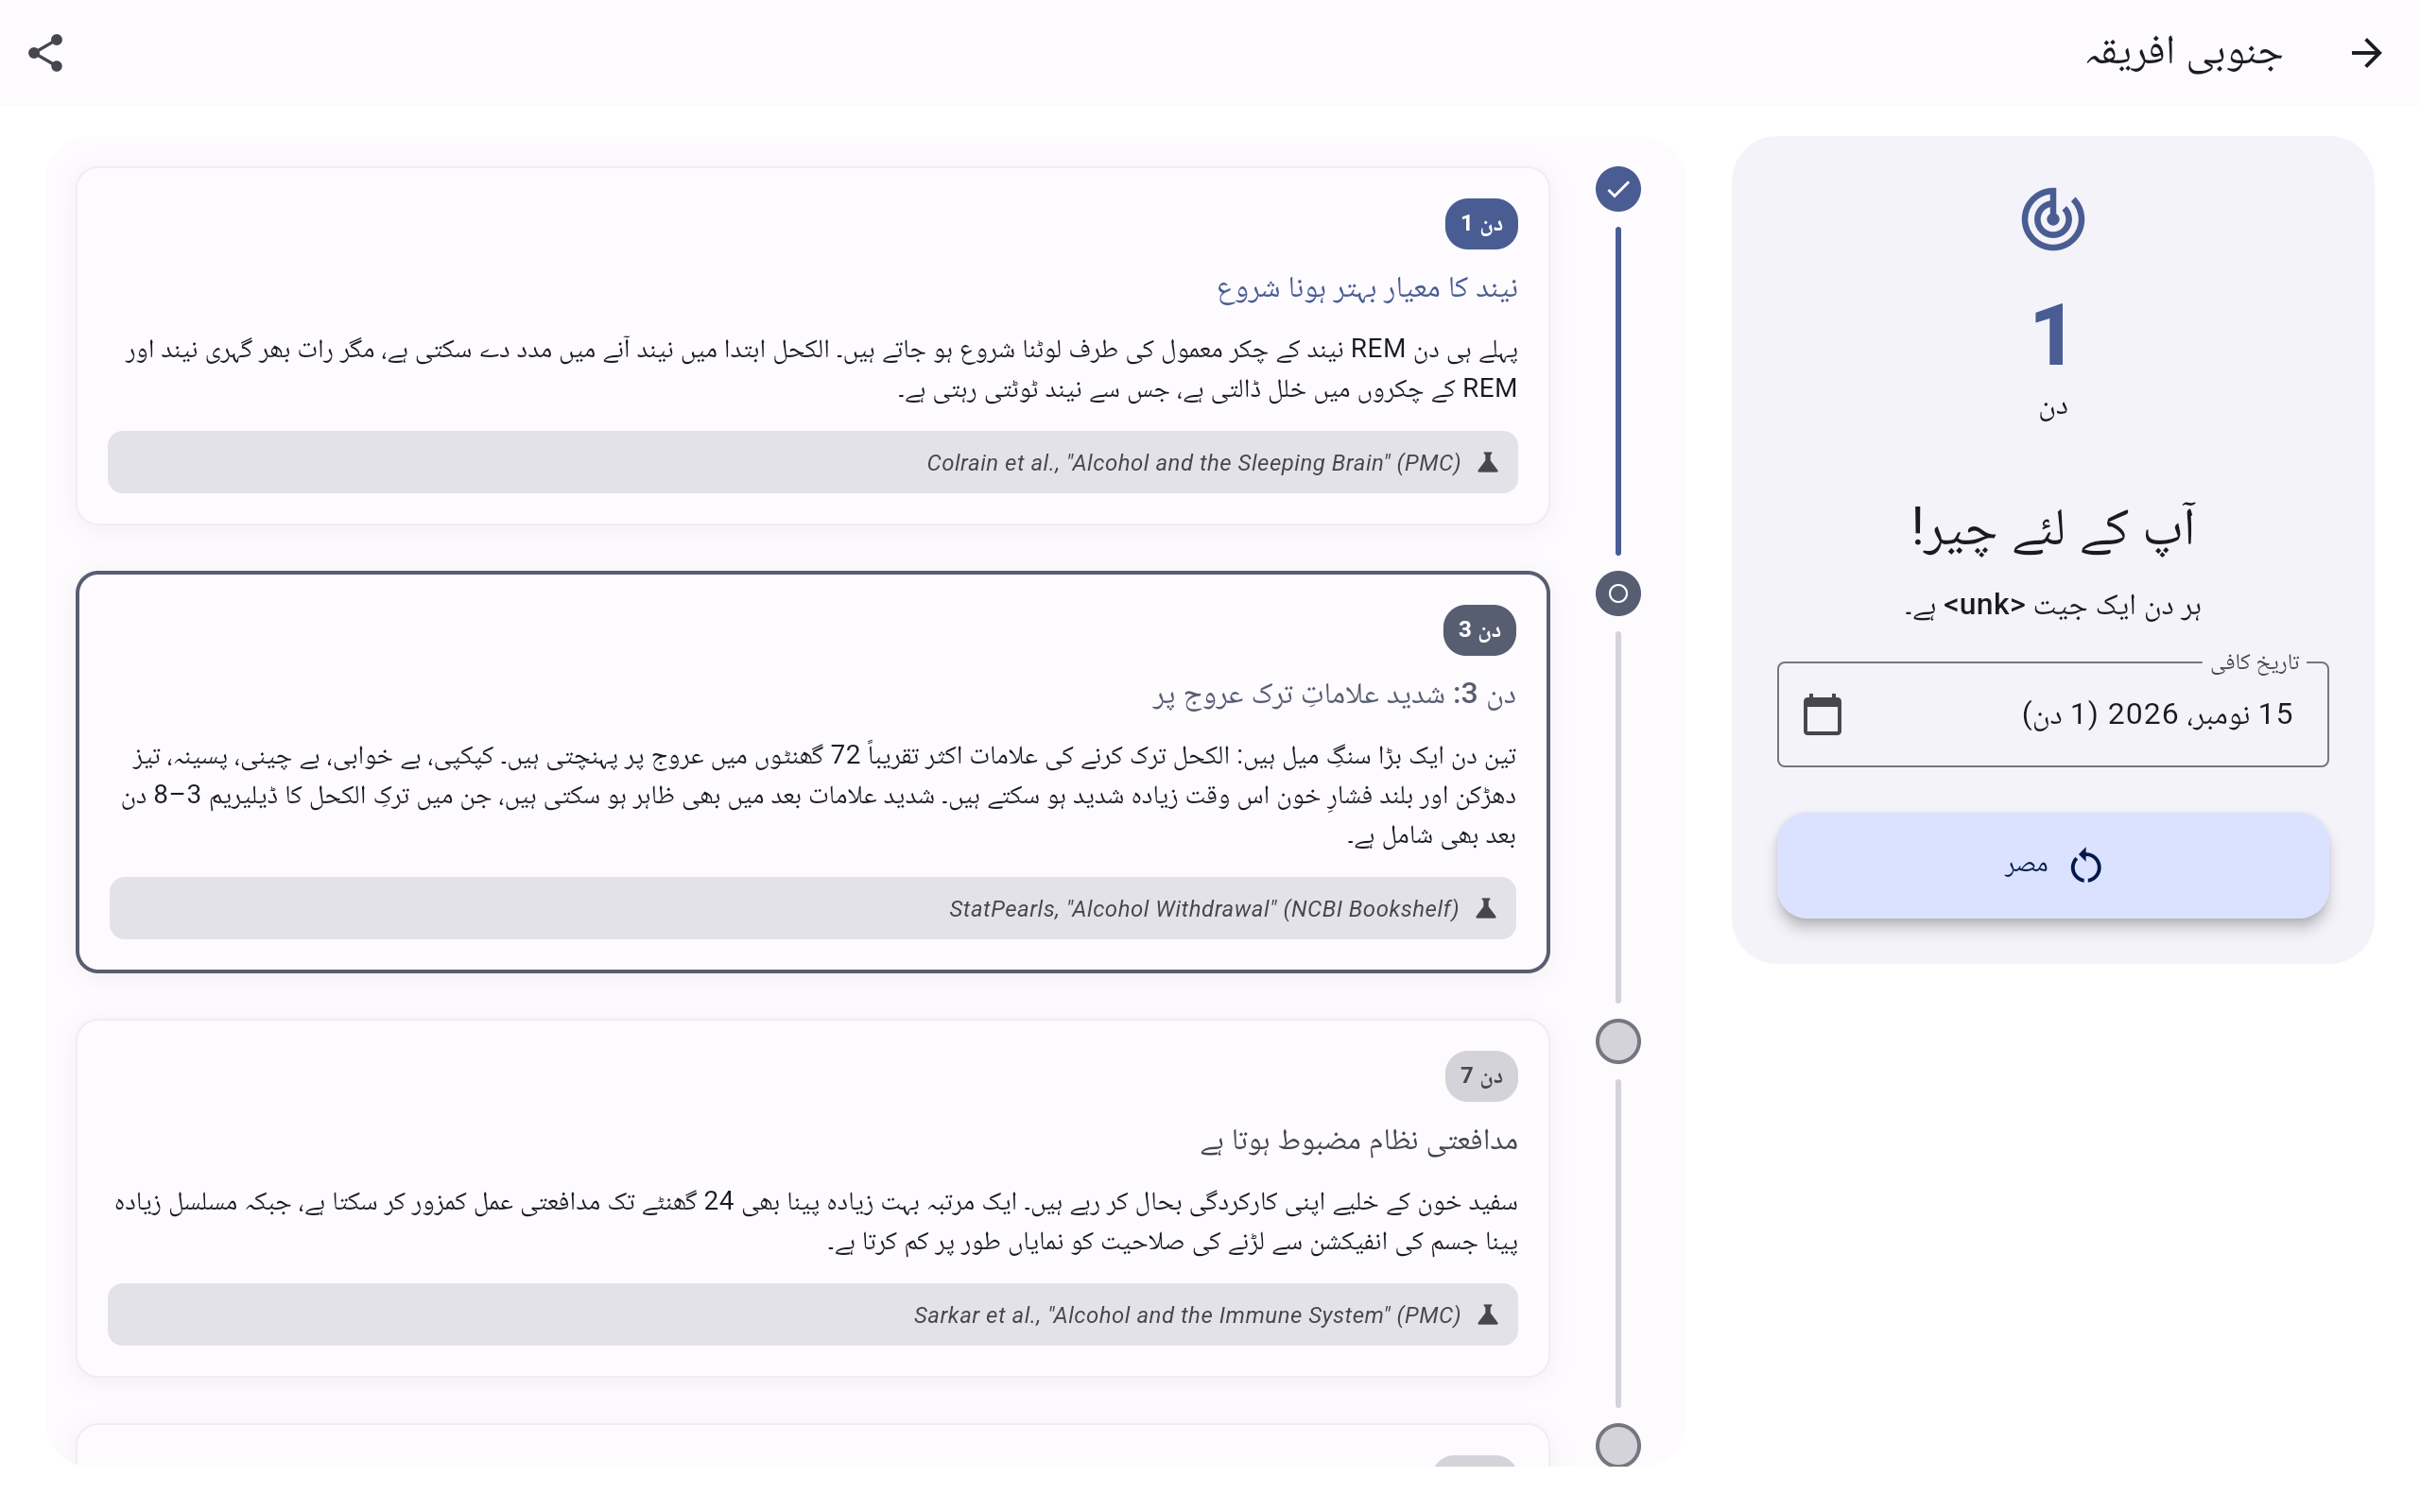 جنوبی افریقہ
1
دن
آپ کے لئے چیر!
ہر دن ایک جیت <unk> ہے۔
تاریخ کافی
15 نومبر، 2026 (1 دن)
مصر
دن 1
نیند کا معیار بہتر ہونا شروع
پہلے ہی دن REM نیند کے چکر معمول کی طرف لوٹنا شروع ہو جاتے ہیں۔ الکحل ابتدا میں نیند آنے میں مدد دے سکتی ہے، مگر رات بھر گہری نیند اور
REM کے چکروں میں خلل ڈالتی ہے، جس سے نیند ٹوٹتی رہتی ہے۔
Colrain et al., "Alcohol and the Sleeping Brain" (PMC)
دن 3
دن 3: شدید علاماتِ ترک عروج پر
تین دن ایک بڑا سنگِ میل ہیں: الکحل ترک کرنے کی علامات اکثر تقریباً 72 گھنٹوں میں عروج پر پہنچتی ہیں۔ کپکپی، بے خوابی، بے چینی، پسینہ، تیز
دھڑکن اور بلند فشارِ خون اس وقت زیادہ شدید ہو سکتے ہیں۔ شدید علامات بعد میں بھی ظاہر ہو سکتی ہیں، جن میں ترکِ الکحل کا ڈیلیریم 3–8 دن
بعد بھی شامل ہے۔
StatPearls, "Alcohol Withdrawal" (NCBI Bookshelf)
دن 7
مدافعتی نظام مضبوط ہوتا ہے
سفید خون کے خلیے اپنی کارکردگی بحال کر رہے ہیں۔ ایک مرتبہ بہت زیادہ پینا بھی 24 گھنٹے تک مدافعتی عمل کمزور کر سکتا ہے، جبکہ مسلسل زیادہ
پینا جسم کی انفیکشن سے لڑنے کی صلاحیت کو نمایاں طور پر کم کرتا ہے۔
Sarkar et al., "Alcohol and the Immune System" (PMC)